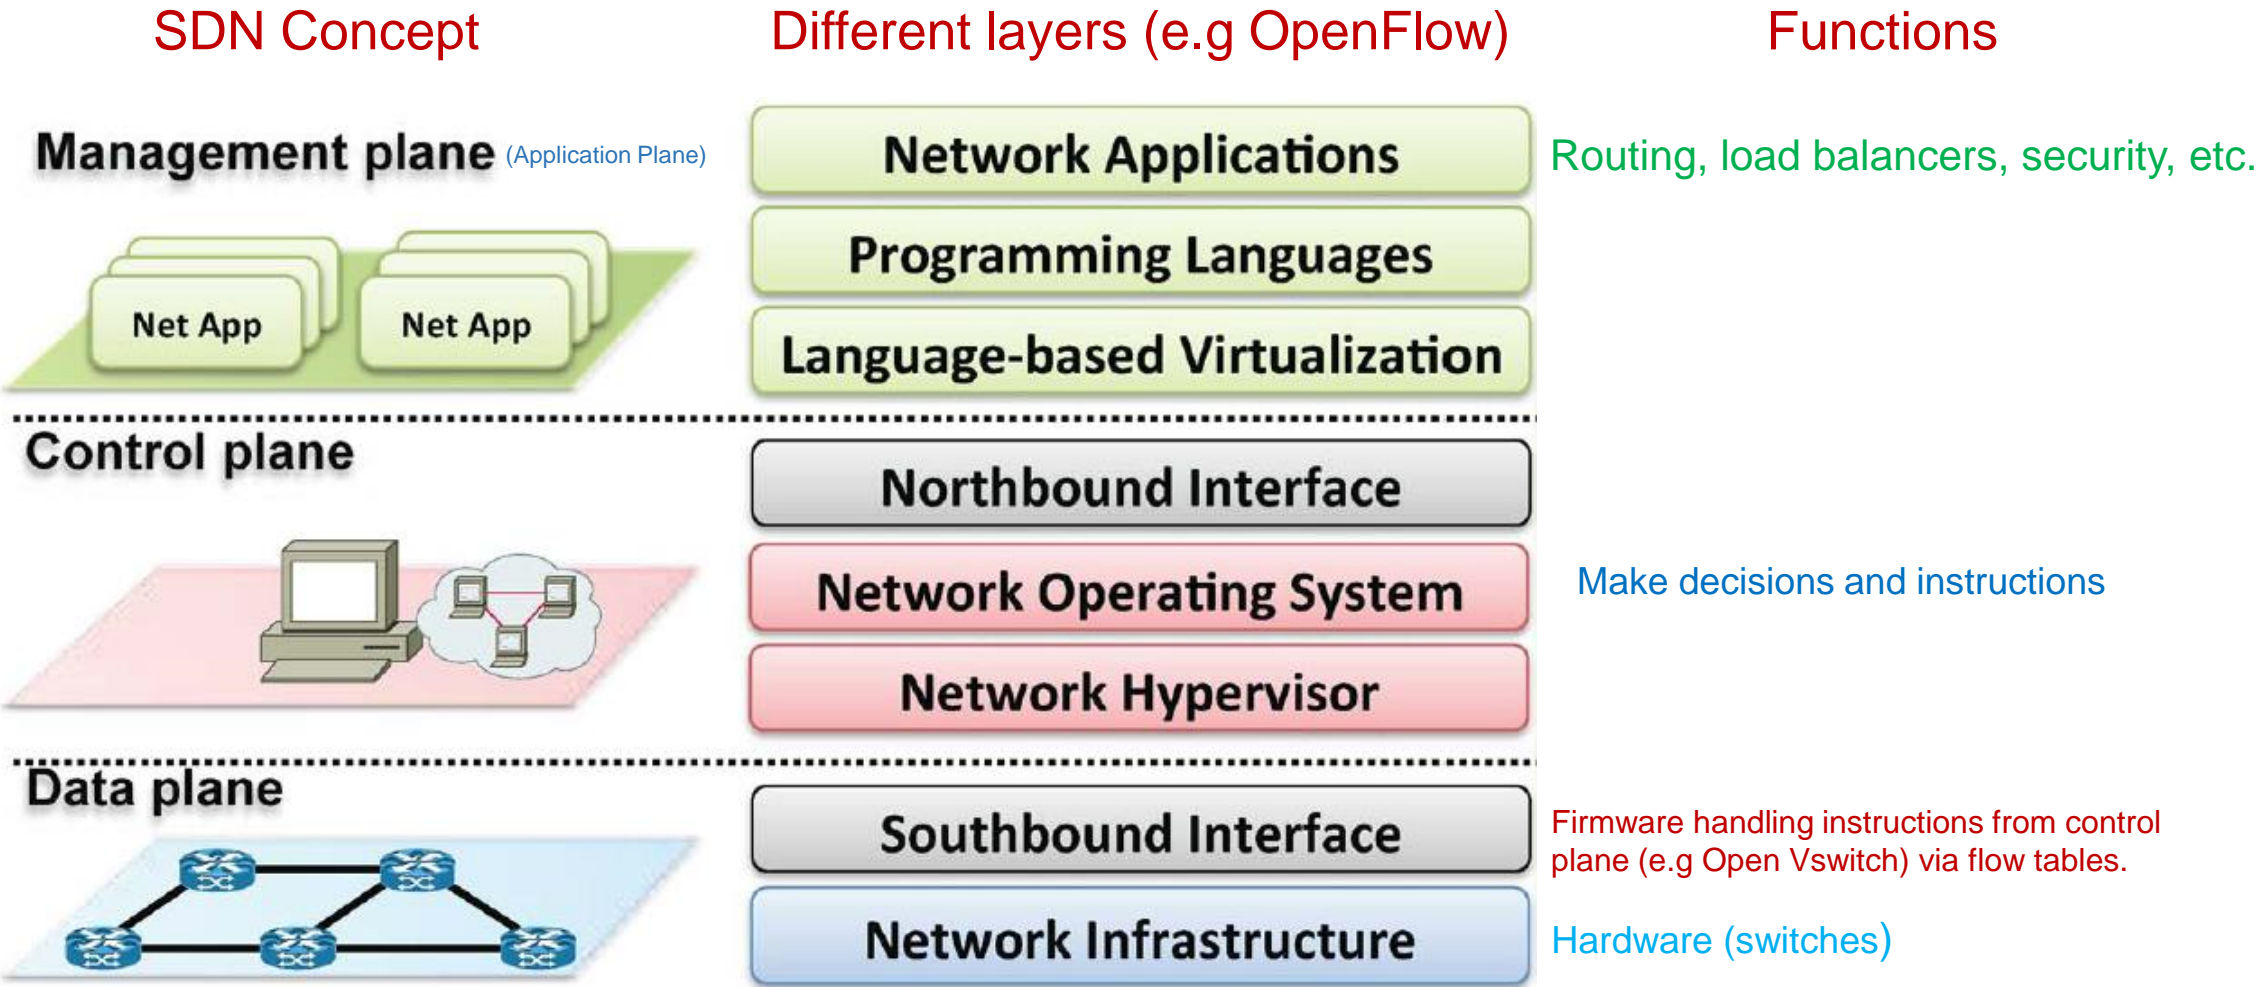 SDN Concept
Different layers (e.g OpenFlow)
Functions
Management plane (Application Plane)
Net App
Net App
Network Applications
Routing, load balancers, security, etc.
Programming Languages
Language-based Virtualization
Control plane
Northbound Interface
Network Operating System
Make decisions and instructions
Network Hypervisor
Data plane
Southbound Interface
Firmware handling instructions from control
plane (e.g Open Vswitch) via flow tables.
Network Infrastructure
Hardware (switches)